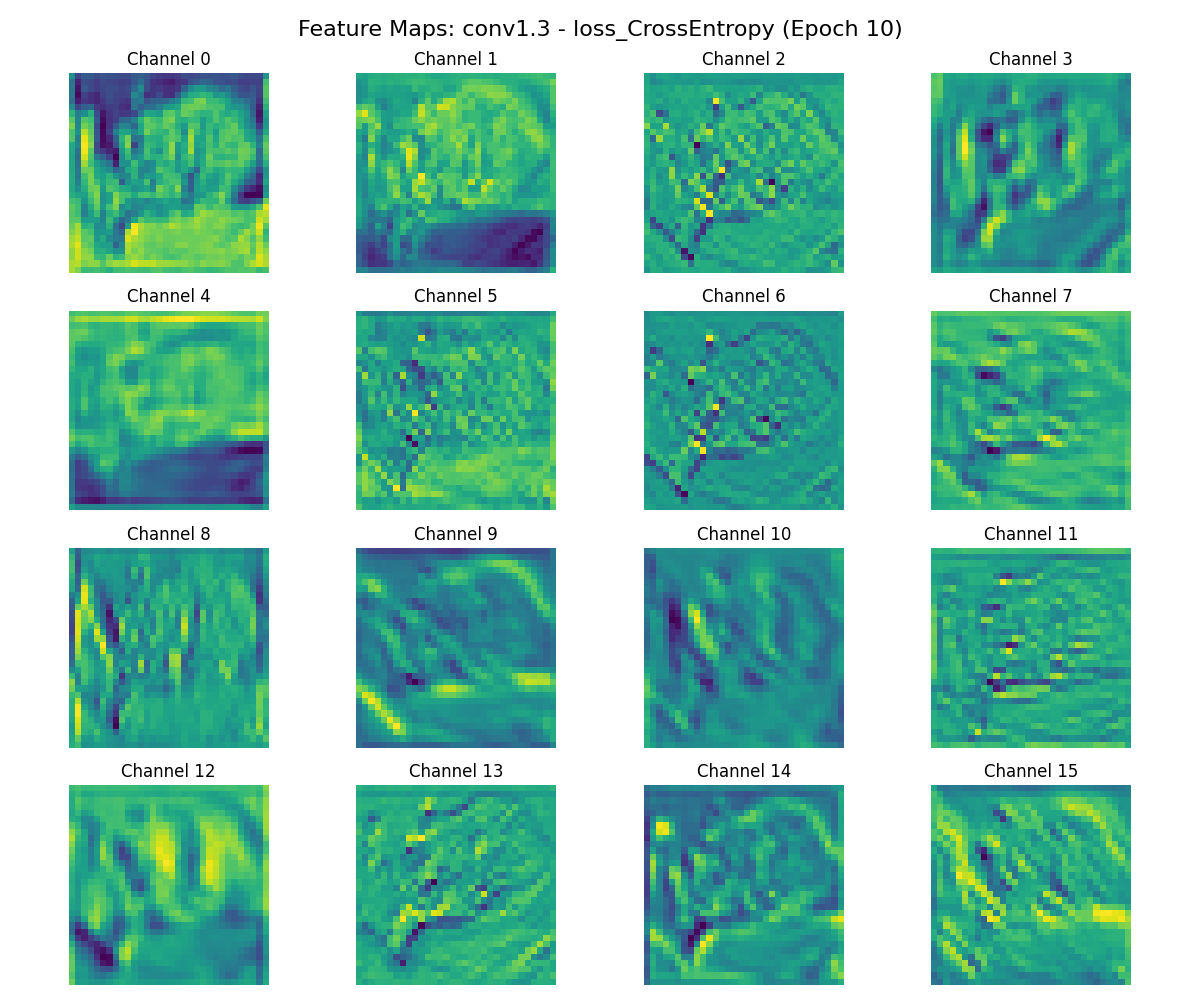 Feature Maps: conv1.3 - loss_CrossEntropy (Epoch 10)
Channel 0
Channel 1
Channel 2
Channel 3
Channel 4
Channel 5
Channel 6
Channel 7
Channel 8
Channel 9
Channel 10
Channel 11
Channel 12
Channel 13
Channel 14
Channel 15